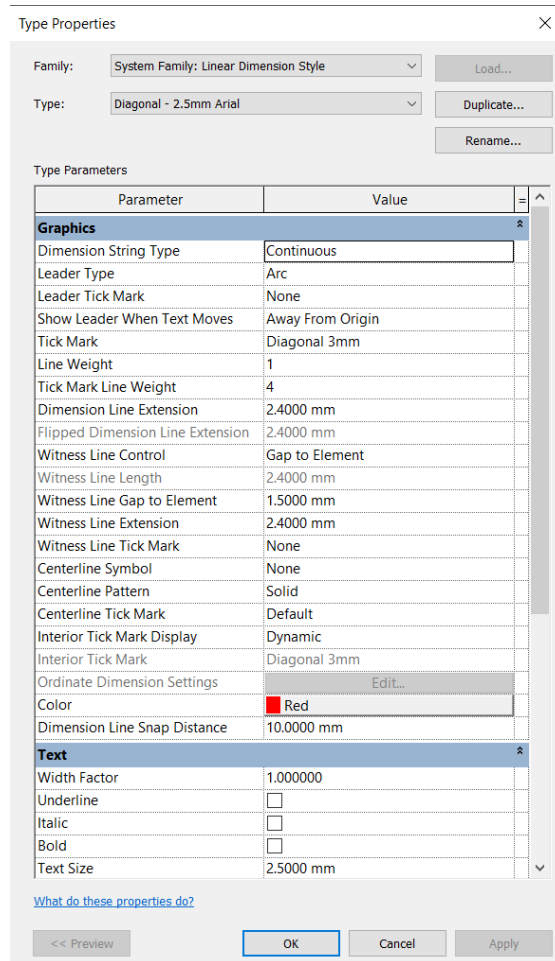 Type Properties
Family: System Family: Linear Dimension Style Load...
Type: Diagonal - 2.5mm Arial Duplicate...
Rename...
Type Parameters
Parameter Value =
Graphics
Dimension String Type Continuous
Leader Type Arc
Leader Tick Mark None
Show Leader When Text Moves Away From Origin
Tick Mark Diagonal 3mm
Line Weight 1
Tick Mark Line Weight 4
Dimension Line Extension 2.4000 mm
Flipped Dimension Line Extension 2.4000 mm
Witness Line Control Gap to Element
Witness Line Length 2.4000 mm
Witness Line Gap to Element 1.5000 mm
Witness Line Extension 2.4000 mm
Witness Line Tick Mark None
Centerline Symbol None
Centerline Pattern Solid
Centerline Tick Mark Default
Interior Tick Mark Display Dynamic
Interior Tick Mark Diagonal 3mm
Ordinate Dimension Settings Edit...
Color Red
Dimension Line Snap Distance 10.0000 mm
Text
Width Factor 1.000000
Underline
Italic
Bold
Text Size 2.5000 mm
What do these properties do?
<< Preview OK Cancel Apply